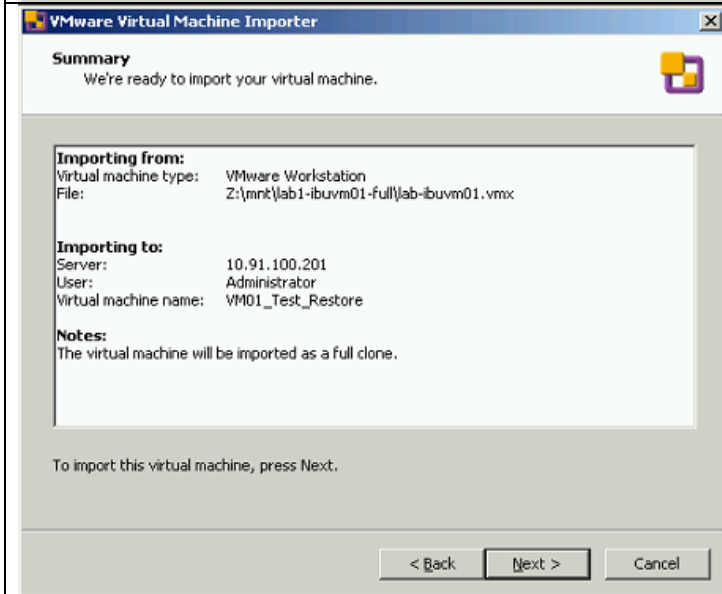 VMware Virtual Machine Importer
Summary
We're ready to import your virtual machine.
Importing from:
Virtual machine type: VMware Workstation
File: Z:\mnt\lab1-ibuvm01-full\lab-ibuvm01.vmx
Importing to:
Server: 10.91.100.201
User: Administrator
Virtual machine name: VM01_Test_Restore
Notes:
The virtual machine will be imported as a full clone.
To import this virtual machine, press Next.
< Back Next > Cancel